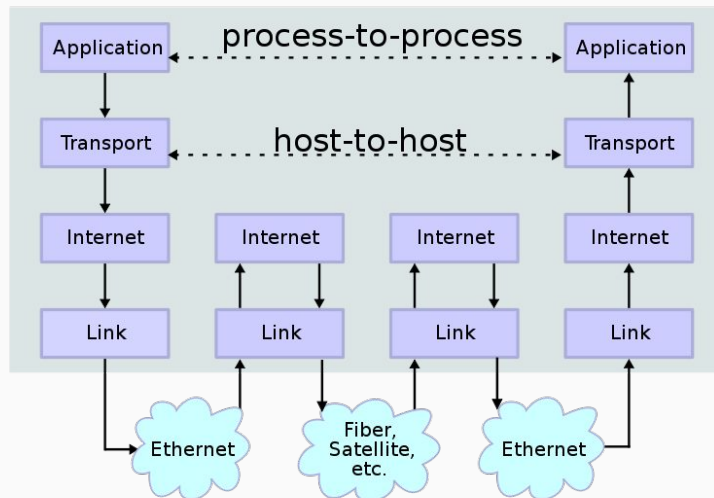 Application
process-to-process
Application
Transport
host-to-host
Transport
Internet
Internet
Internet
Internet
Link
Link
Link
Link
Ethernet
Fiber,
Satellite,
etc.
Ethernet